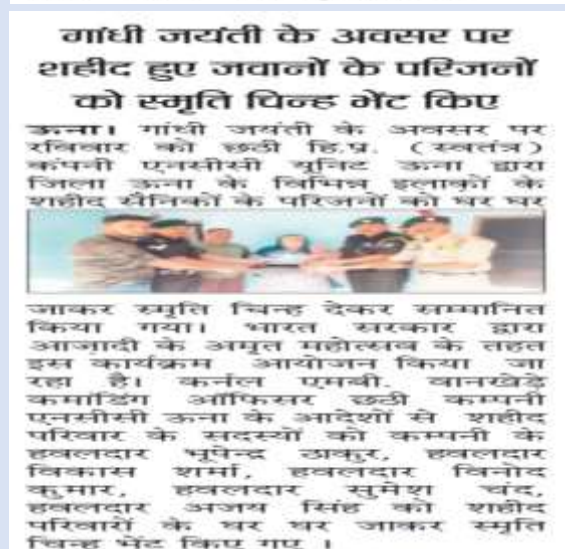 गांधी जयंती के अवसर पर
शहीद हुए जवानों के परिजनों
को स्मृति चिन्ह भेंट किए
ऊना। गांधी जयंती के अवसर पर
रविवार को छठी हि.प्र. (स्वतंत्र)
कंपनी एनसीसी यूनिट ऊना द्वारा
जिला ऊना के विभिन्न इलाकों के
शहीद सैनिकों के परिजनों को घर घर
जाकर स्मृति चिन्ह देकर सम्मानित
किया गया। भारत सरकार द्वारा
आज़ादी के अमृत महोत्सव के तहत
इस कार्यक्रम आयोजन किया जा
रहा है। कर्नल एमबी. वानखेड़े
कमांडिंग ऑफिसर छठी कम्पनी
एनसीसी ऊना के आदेशों से शहीद
परिवार के सदस्यों को कम्पनी के
हवलदार भूपेन्द्र ठाकुर, हवलदार
विकास शर्मा, हवलदार विनोद
कुमार, हवलदार सुमेश चंद,
हवलदार अजय सिंह को शहीद
परिवारों के घर घर जाकर स्मृति
चिन्ह भेंट किए गए ।